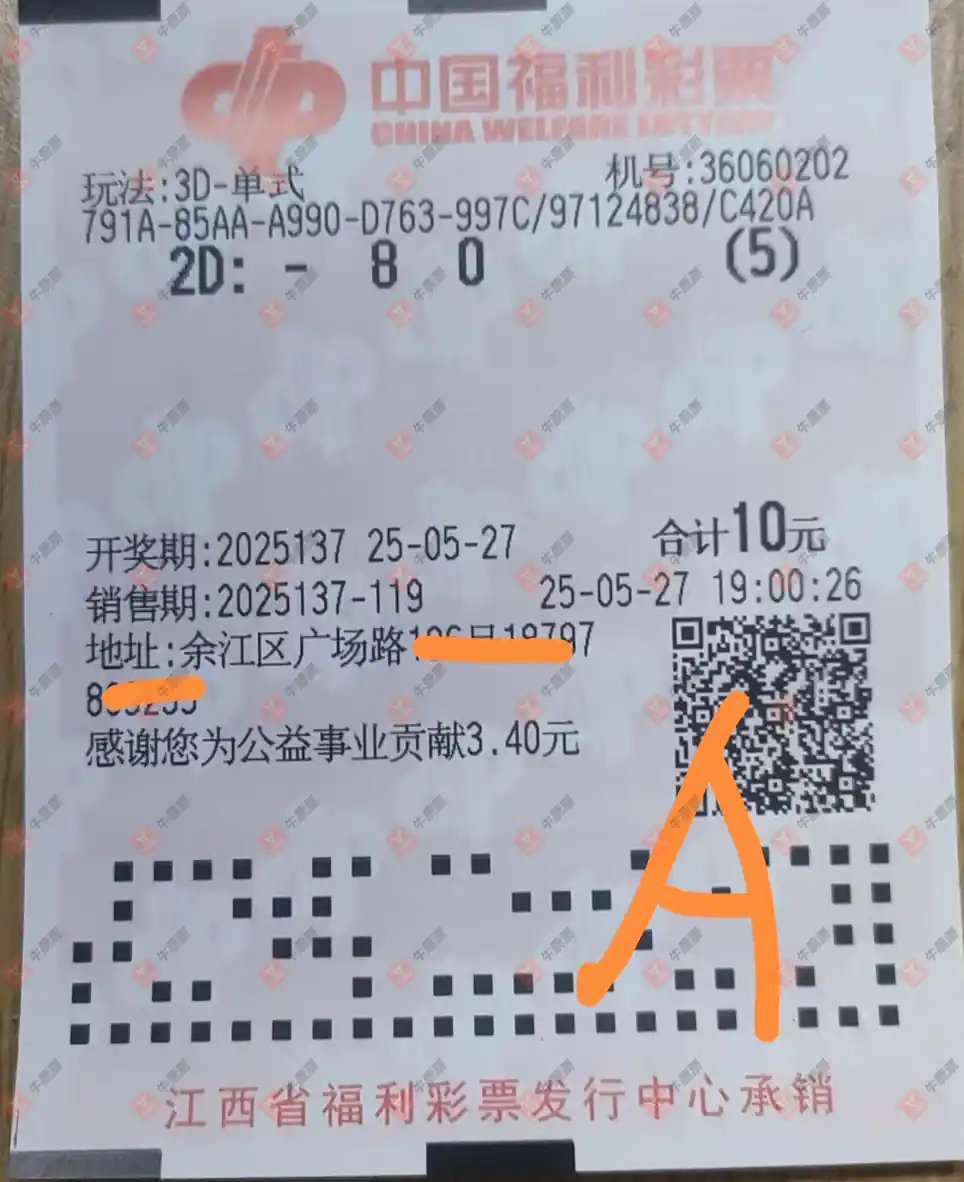 中国福利彩票
CHINA WELFARE LOTTERY
玩法:3D-单式 机号:36060202
791A-85AA-A990-D763-997C/97124838/C420A
2D: - 8 0 (5)
开奖期:2025137 25-05-27 合计10元
销售期:2025137-119 25-05-27 19:00:26
地址:余江区广场路
感谢您为公益事业贡献3.40元
A
江西省福利彩票发行中心承销